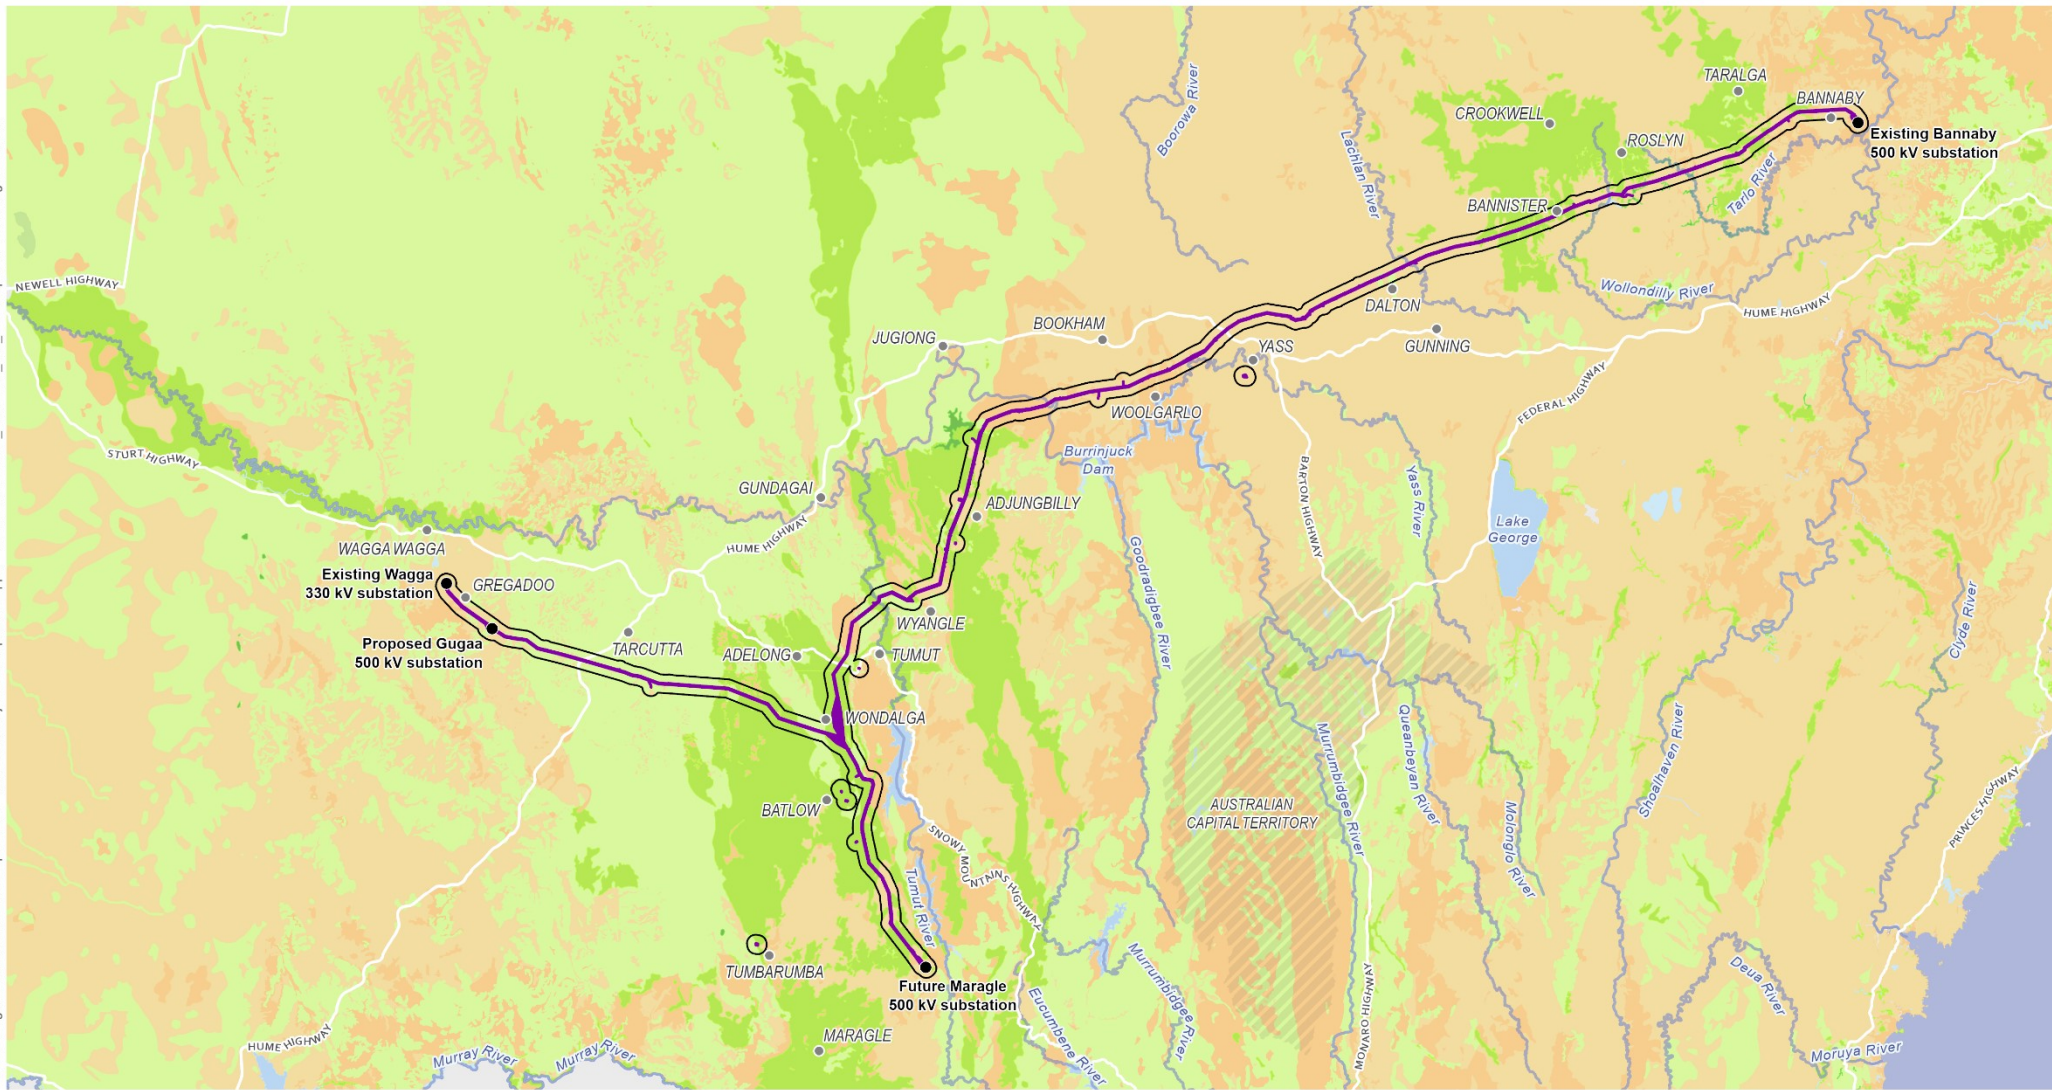 TARALGA
BANNABY
CROOKWELL
Existing Bannaby
500 kV substation
ROSLYN
Boorowa River
Lachlan River
Tarlo River
BANNISTER
NEWELL HIGHWAY
Wollondilly River
HUME HIGHWAY
DALTON
BOOKHAM
JUGIONG
YASS
GUNNING
FEDERAL HIGHWAY
WOOLGARLO
STURT HIGHWAY
Burrinjuck
Dam
BARTON HIGHWAY
Yass River
GUNDAGAI
ADJUNGBILLY
Lake
George
HUME HIGHWAY
WAGGA WAGGA
Goodradigbee River
Existing Wagga
330 kV substation
GREGADOO
WYANGLE
Clyde River
Proposed Gugaa
500 kV substation
TARCUTTA
ADELONG
TUMUT
WONDALGA
Murrumbidgee River
Queanbeyan River
Shoalhaven River
BATLOW
AUSTRALIAN
CAPITAL TERRITORY
Molonglo River
PRINCES HIGHWAY
SNOWY MOUNTAINS HIGHWAY
Tumut River
TUMBARUMBA
Future Maragle
500 kV substation
Murrumbidgee River
Deua River
MONARO HIGHWAY
Eucumbene River
MARAGLE
HUME HIGHWAY
Murray River
Murray River
Moruya River